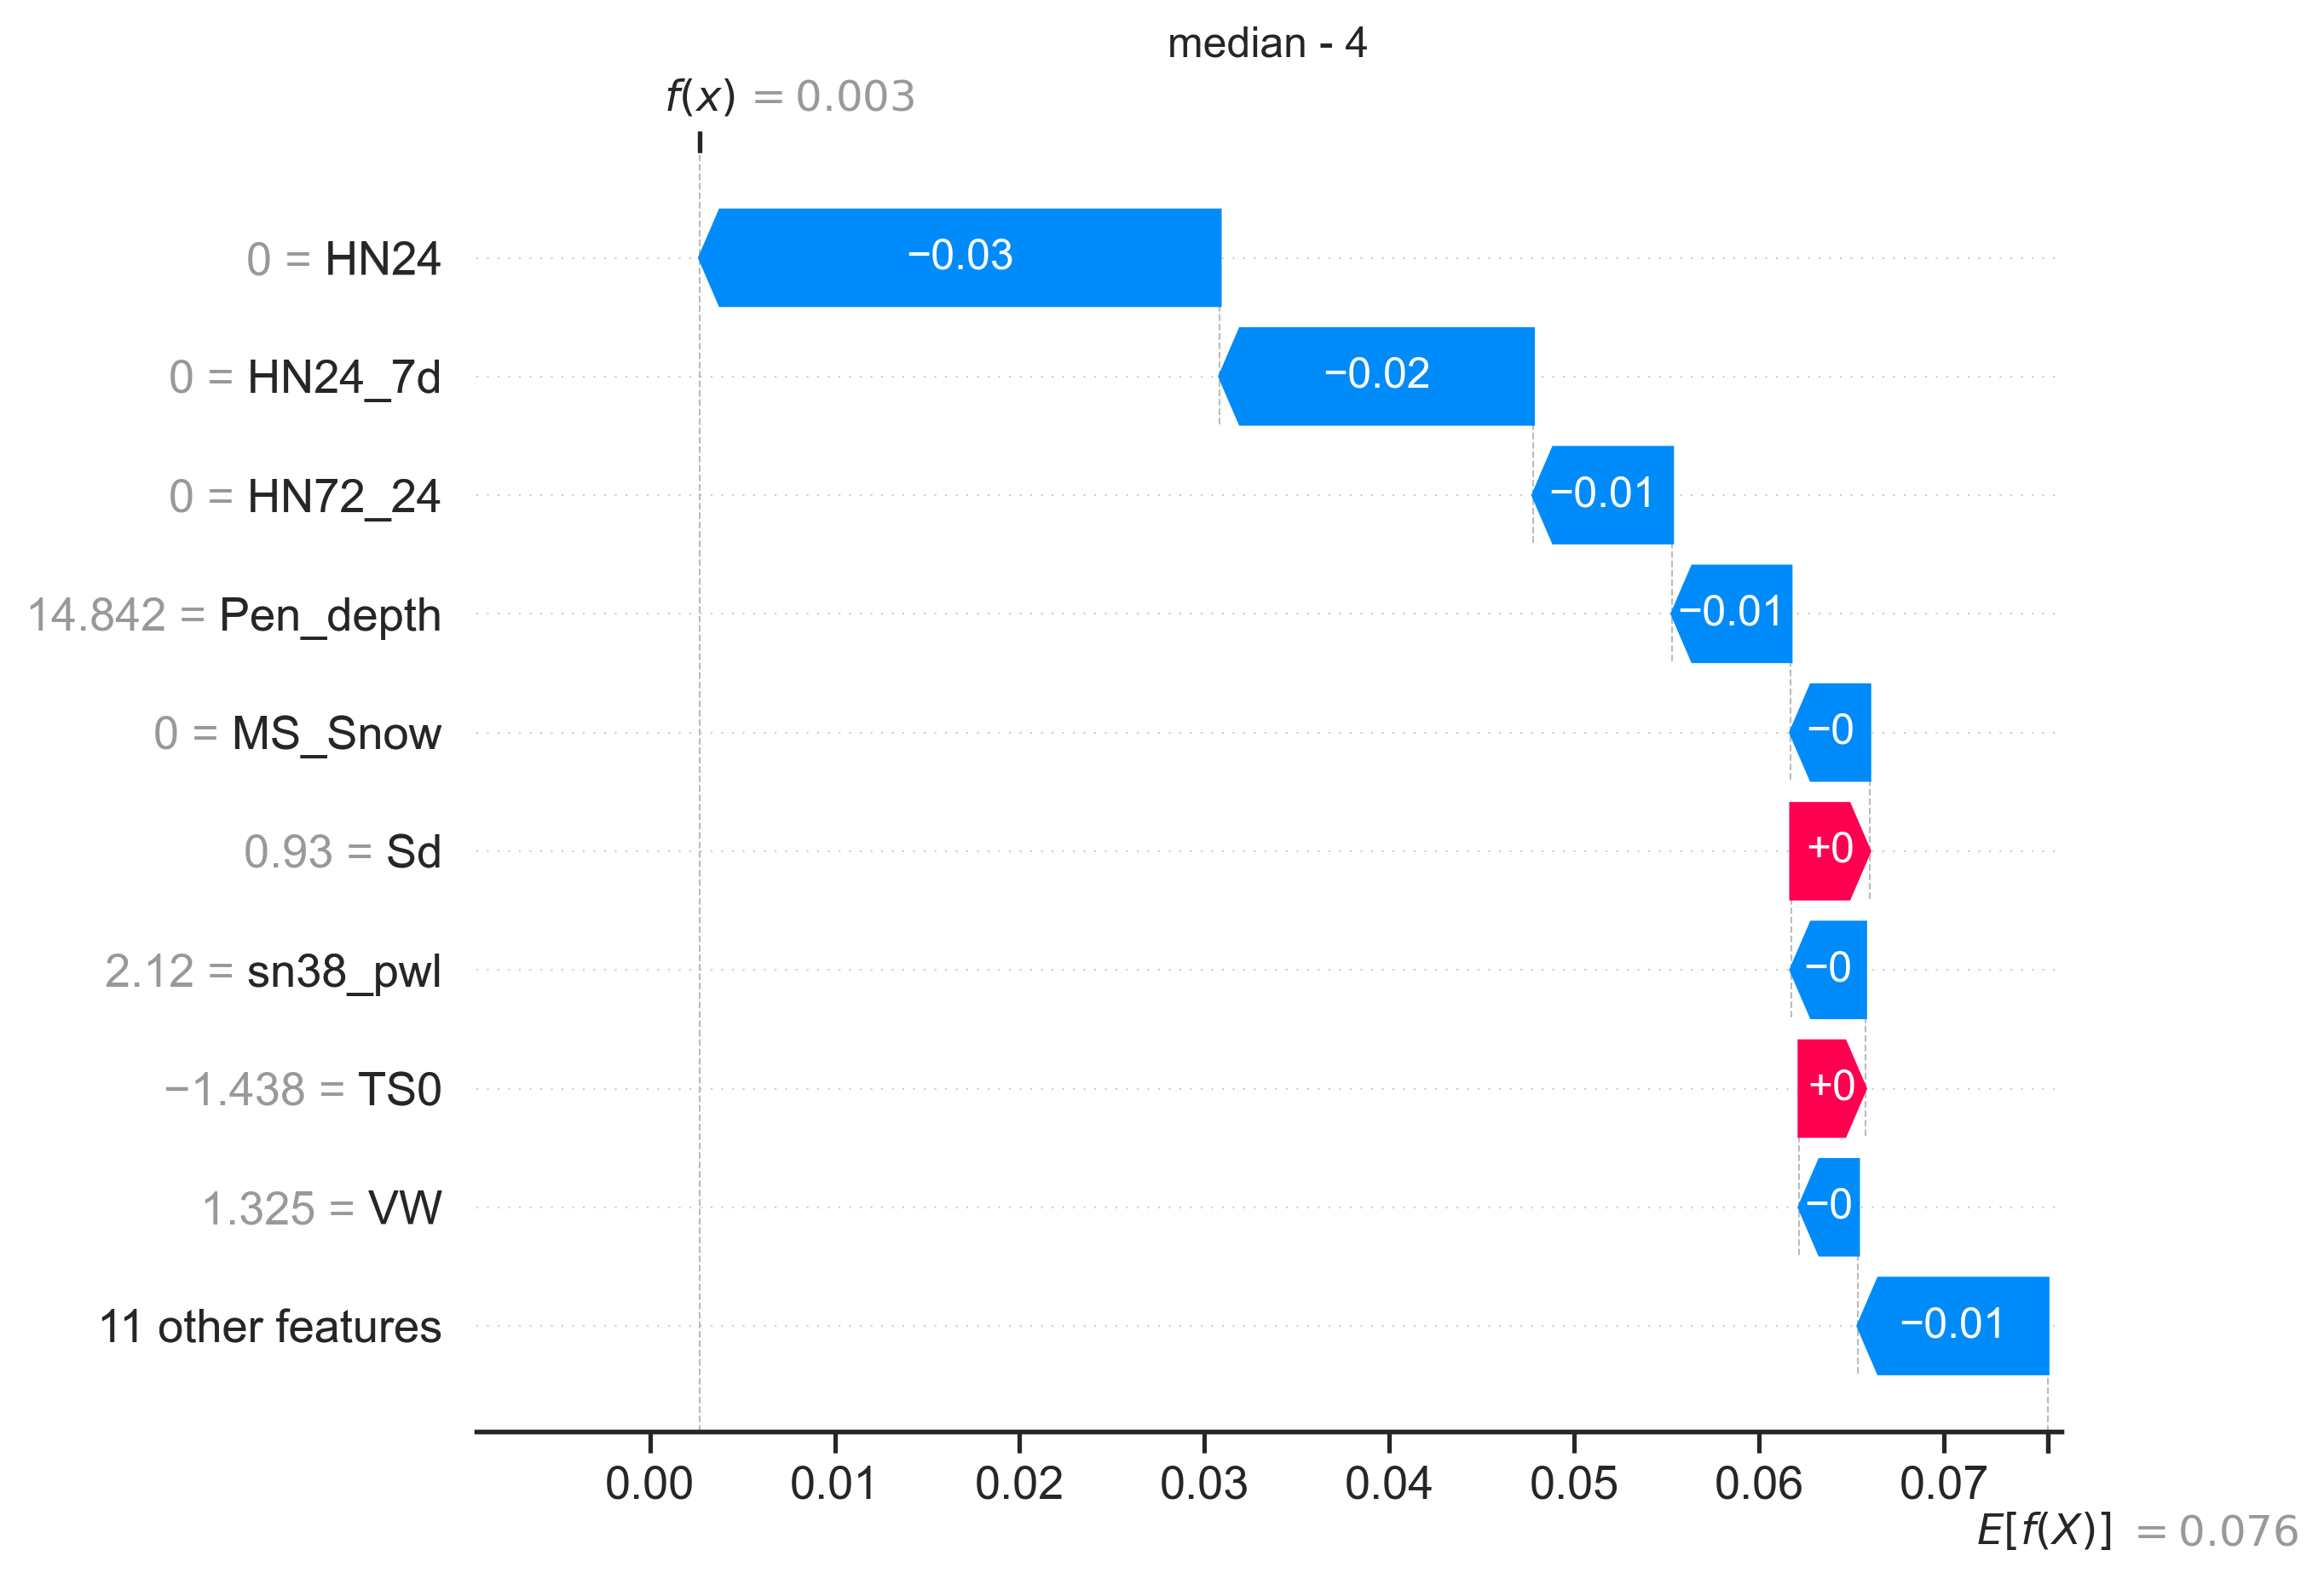 median - 4
f(x) = 0.003
0 = HN24
−0.03
0 = HN24_7d
−0.02
0 = HN72_24
−0.01
14.842 = Pen_depth
−0.01
0 = MS_Snow
−0
0.93 = Sd
+0
2.12 = sn38_pwl
−0
−1.438 = TS0
+0
1.325 = VW
−0
11 other features
−0.01
0.00 0.01 0.02 0.03 0.04 0.05 0.06 0.07
E[f(X)] = 0.076